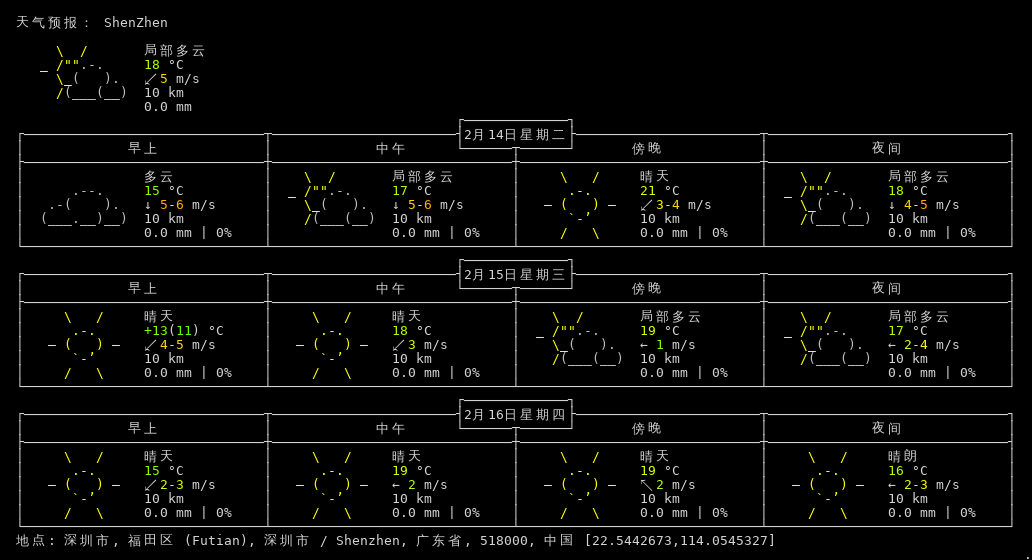 天气预报： ShenZhen
局部多云
18 °C
↙ 5 m/s
10 km
0.0 mm
2月14日星期二
早上 中午 傍晚 夜间
多云 局部多云 晴天 局部多云
15 °C 17 °C 21 °C 18 °C
↓ 5-6 m/s ↓ 5-6 m/s ↙ 3-4 m/s ↓ 4-5 m/s
10 km 10 km 10 km 10 km
0.0 mm | 0% 0.0 mm | 0% 0.0 mm | 0% 0.0 mm | 0%
2月15日星期三
早上 中午 傍晚 夜间
晴天 晴天 局部多云 局部多云
+13(11) °C 18 °C 19 °C 17 °C
↙ 4-5 m/s ↙ 3 m/s ← 1 m/s ← 2-4 m/s
10 km 10 km 10 km 10 km
0.0 mm | 0% 0.0 mm | 0% 0.0 mm | 0% 0.0 mm | 0%
2月16日星期四
早上 中午 傍晚 夜间
晴天 晴天 晴天 晴朗
15 °C 19 °C 19 °C 16 °C
↙ 2-3 m/s ← 2 m/s ↖ 2 m/s ← 2-3 m/s
10 km 10 km 10 km 10 km
0.0 mm | 0% 0.0 mm | 0% 0.0 mm | 0% 0.0 mm | 0%
地点: 深圳市, 福田区 (Futian), 深圳市 / Shenzhen, 广东省, 518000, 中国 [22.5442673,114.0545327]